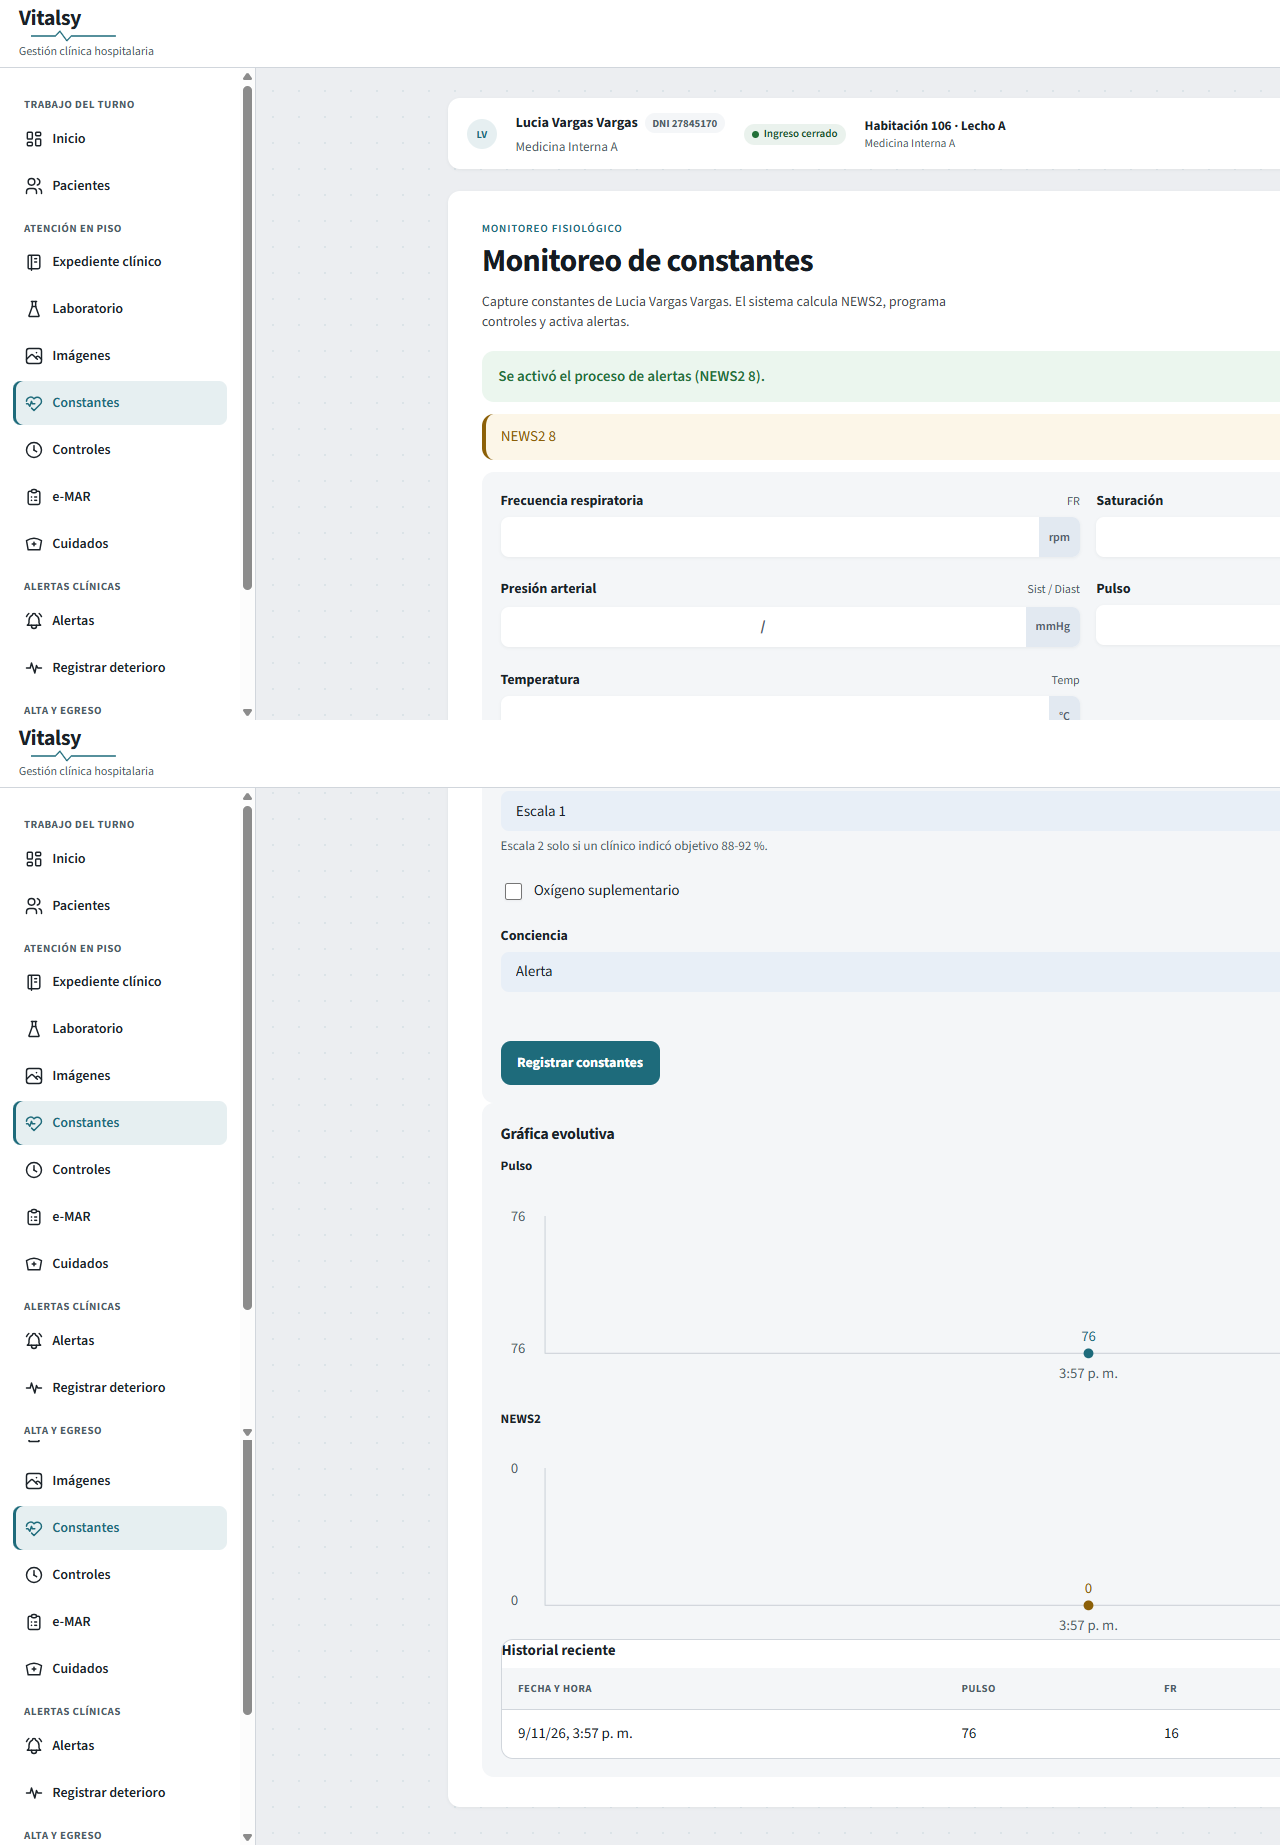 Vitalsy
Gestión clínica hospitalaria
TRABAJO DEL TURNO
Inicio
Pacientes
ATENCIÓN EN PISO
Expediente clínico
Laboratorio
Imágenes
Constantes
Controles
e-MAR
Cuidados
ALERTAS CLÍNICAS
Alertas
Registrar deterioro
ALTA Y EGRESO
LV
Lucia Vargas Vargas DNI 27845170
Medicina Interna A
Ingreso cerrado
Habitación 106 · Lecho A
Medicina Interna A
MONITOREO FISIOLÓGICO
Monitoreo de constantes
Capture constantes de Lucia Vargas Vargas. El sistema calcula NEWS2, programa
controles y activa alertas.
Se activó el proceso de alertas (NEWS2 8).
NEWS2 8
Frecuencia respiratoria FR
rpm
Saturación
Presión arterial Sist / Diast
/ mmHg
Pulso
Temperatura Temp
°C
Vitalsy
Gestión clínica hospitalaria
TRABAJO DEL TURNO
Inicio
Pacientes
ATENCIÓN EN PISO
Expediente clínico
Laboratorio
Imágenes
Constantes
Controles
e-MAR
Cuidados
ALERTAS CLÍNICAS
Alertas
Registrar deterioro
ALTA Y EGRESO
Escala 1
Escala 2 solo si un clínico indicó objetivo 88-92 %.
Oxígeno suplementario
Conciencia
Alerta
Registrar constantes
Gráfica evolutiva
Pulso
76
76
76
3:57 p. m.
NEWS2
0
0
0
3:57 p. m.
Imágenes
Constantes
Controles
e-MAR
Cuidados
ALERTAS CLÍNICAS
Alertas
Registrar deterioro
ALTA Y EGRESO
Historial reciente
FECHA Y HORA PULSO FR
9/11/26, 3:57 p. m. 76 16